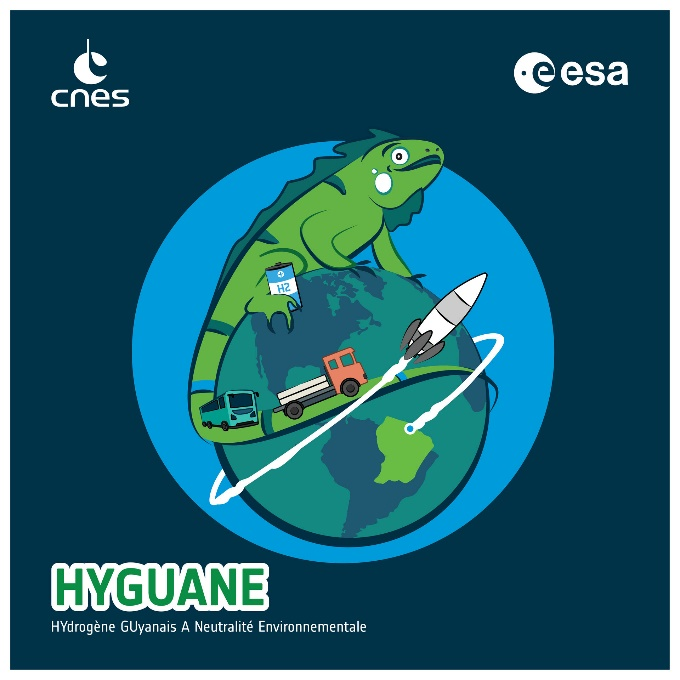 cnes
esa
H2
HYGUANE
HYdrogène GUyanais A Neutralité Environnementale